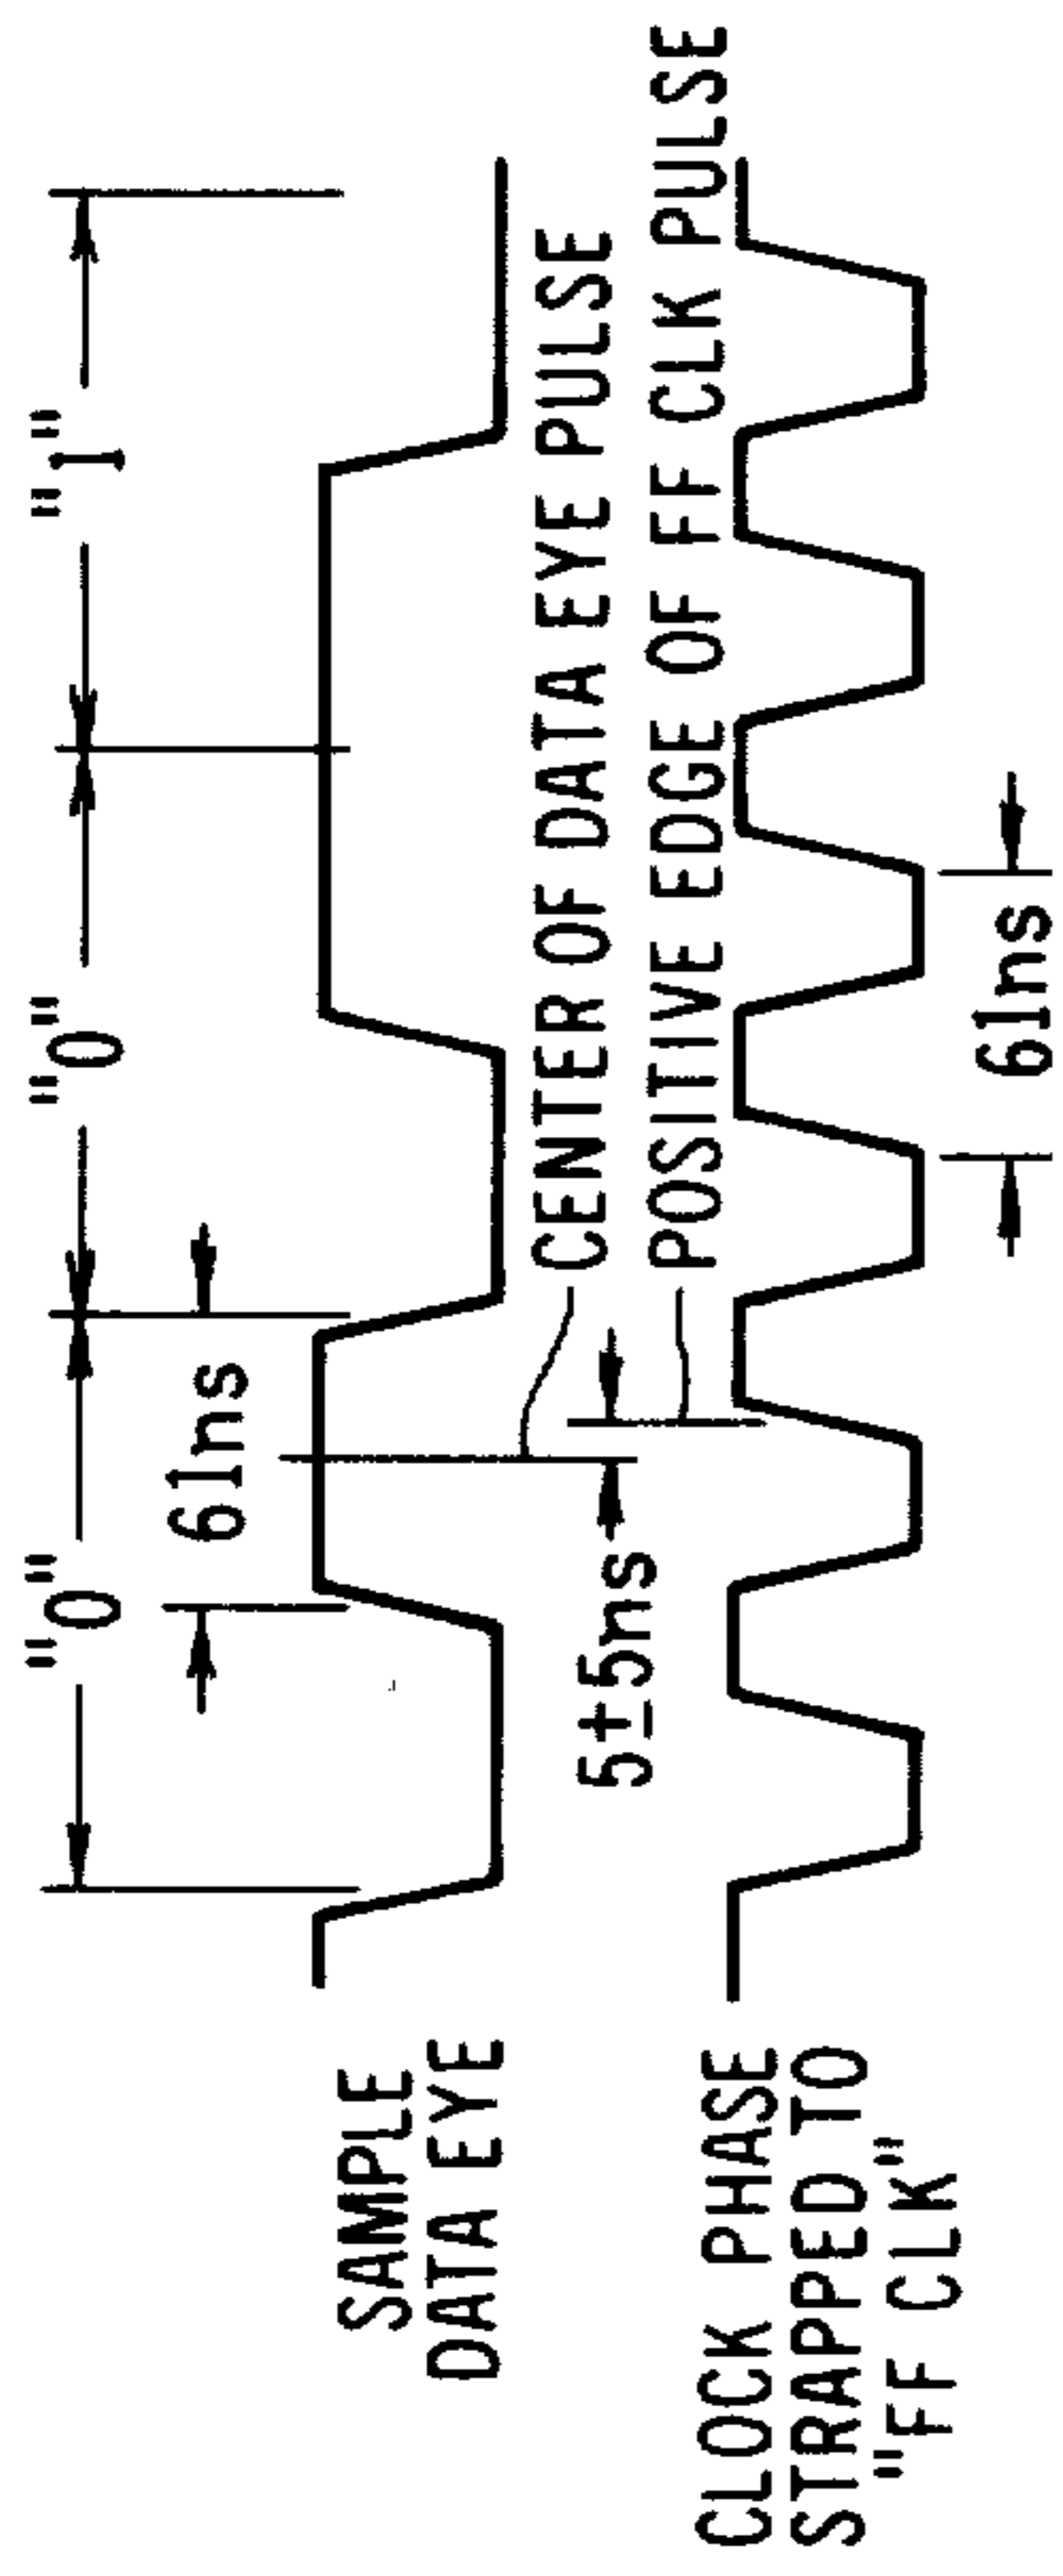 "0"
"0"
"1"
61ns
SAMPLE
DATA EYE
CENTER OF DATA EYE PULSE
5±5ns
POSITIVE EDGE OF FF CLK PULSE
CLOCK PHASE
STRAPPED TO
"FF CLK"
61ns